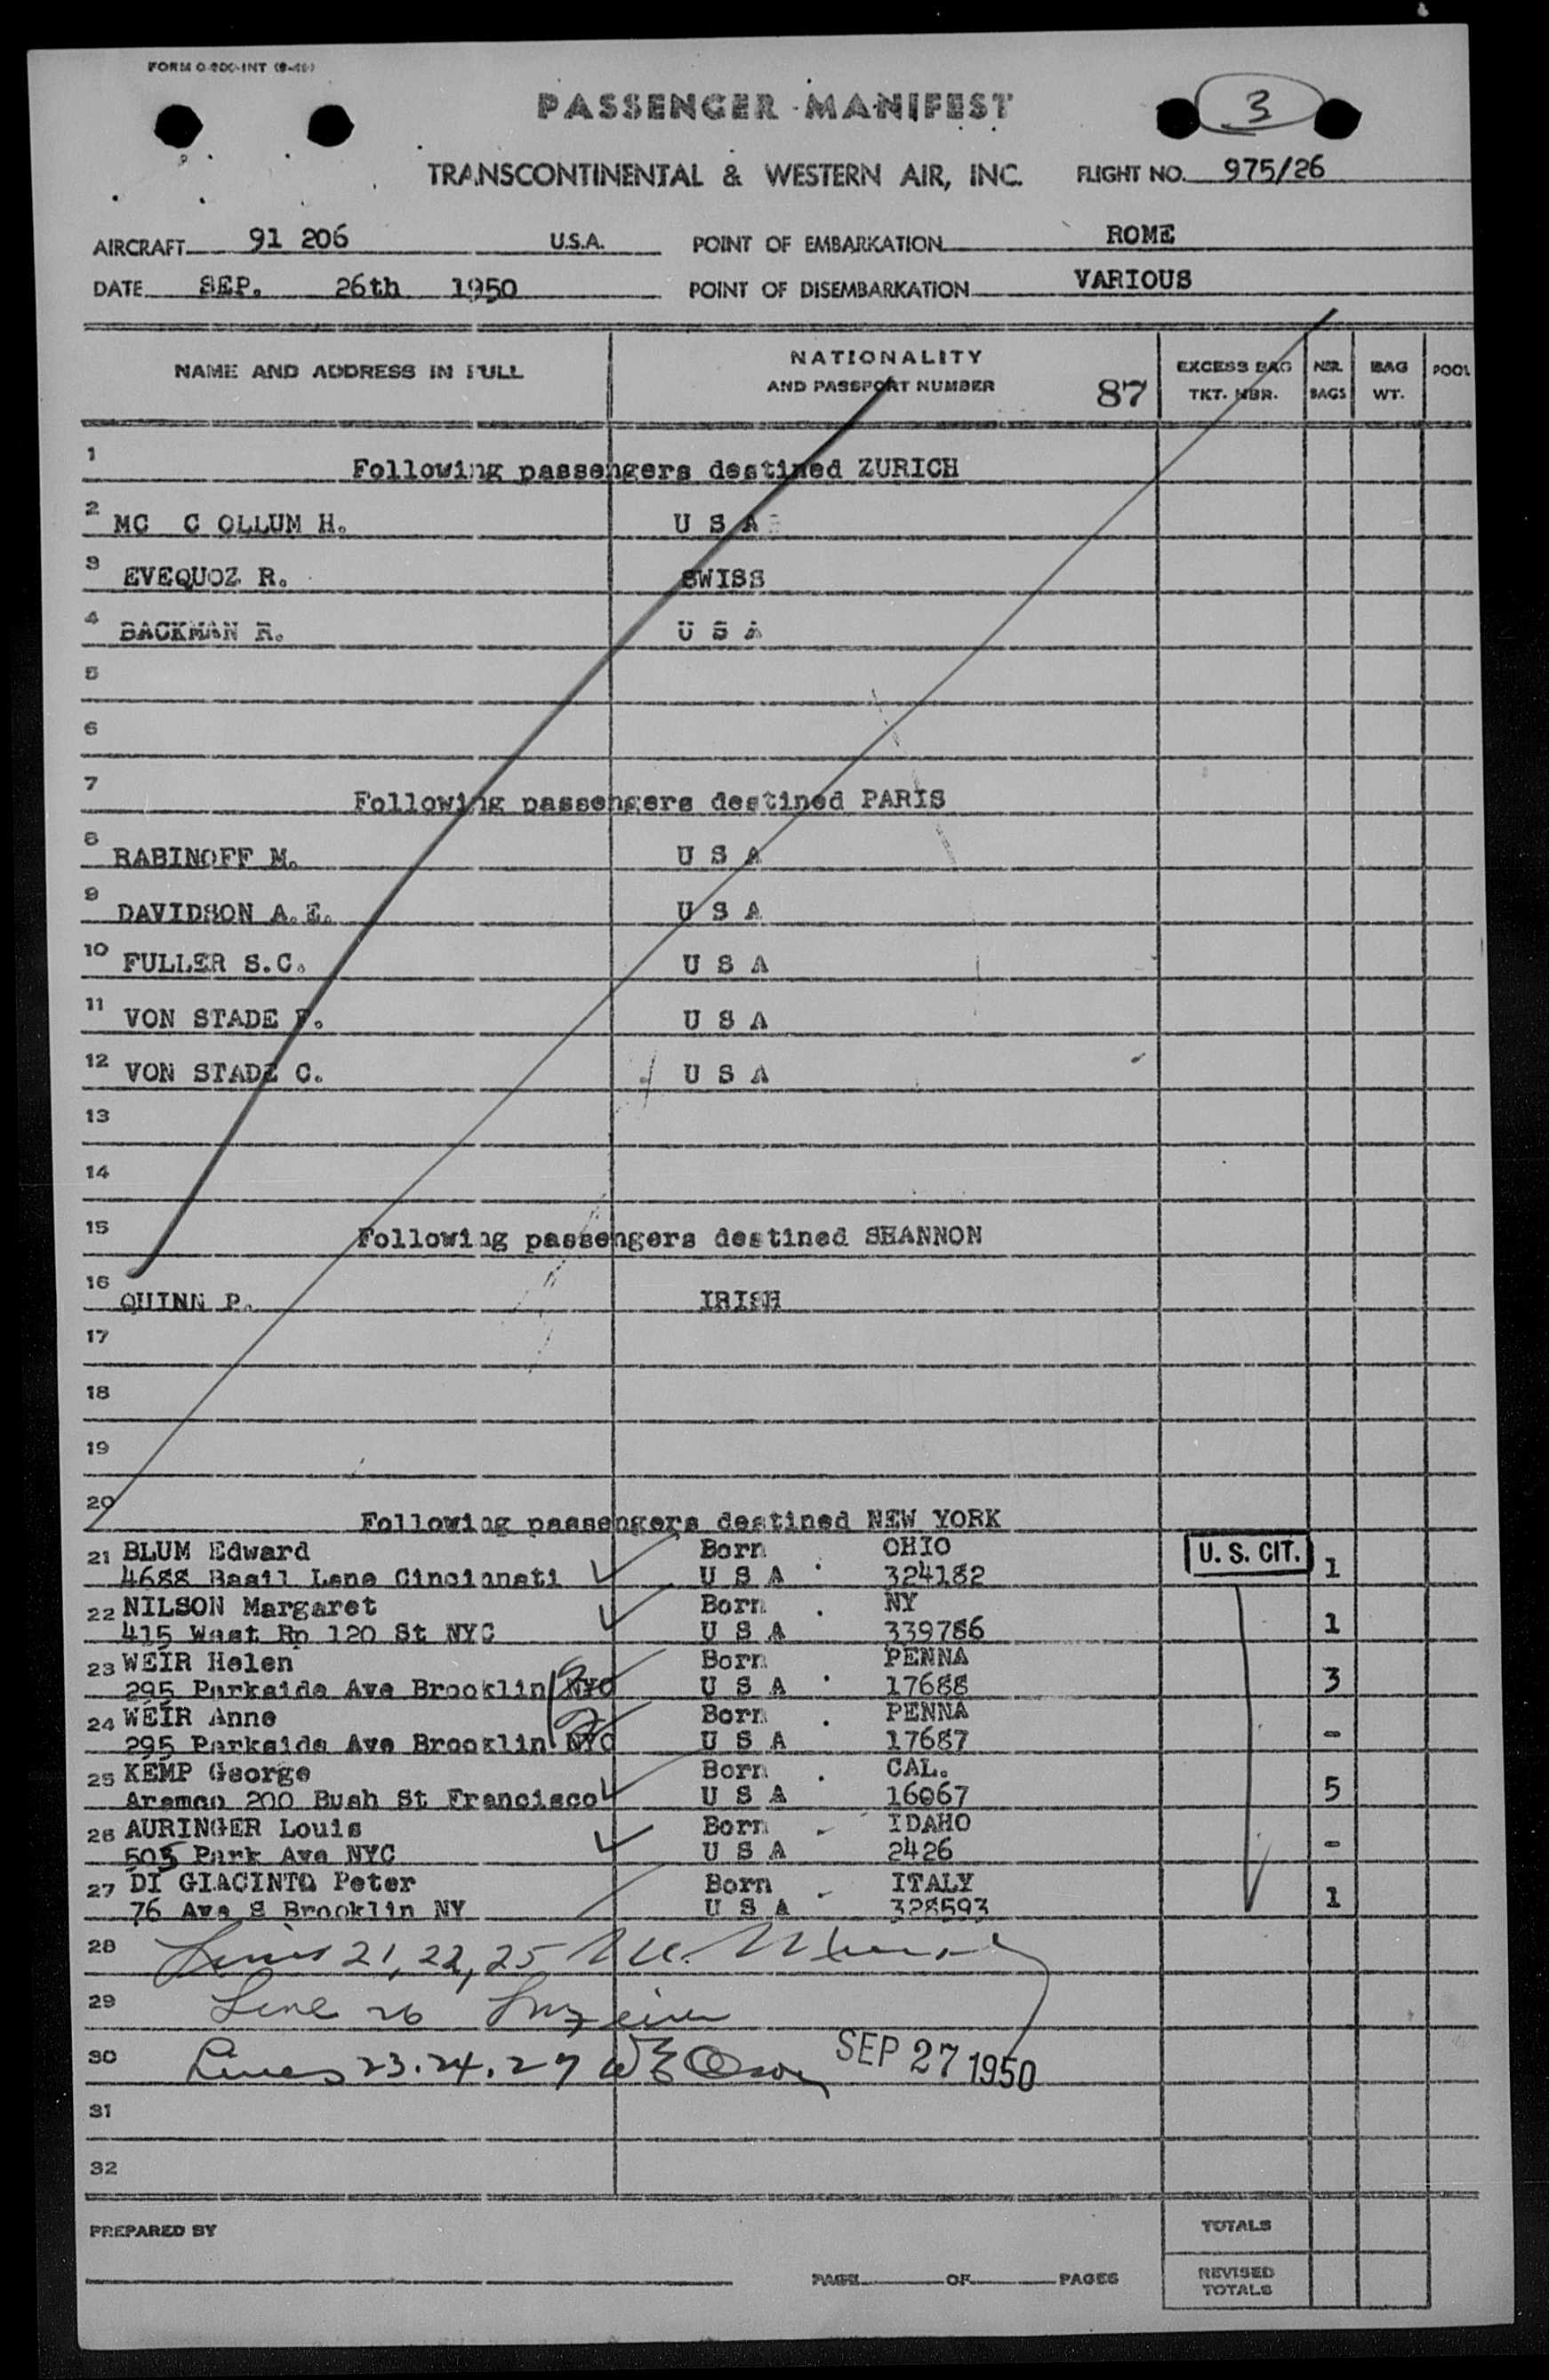 PASSENGER MANIFEST
3
TRANSCONTINENTAL & WESTERN AIR, INC. FLIGHT NO. 975/26
AIRCRAFT 91 206 U.S.A. POINT OF EMBARKATION ROME
DATE SEP. 26th 1950 POINT OF DISEMBARKATION VARIOUS
NAME AND ADDRESS IN FULL NATIONALITY AND PASSPORT NUMBER 87 EXCESS BAG TKT. NBR. NBR. BAGS BAG WT. POOL
1 Following passengers destined ZURICH
2 MC C OLLUM H. U S A
3 EVEQUOZ R. SWISS
4 BACKMAN R. U S A
5
6
7 Following passengers destined PARIS
8 RABINOFF M. U S A
9 DAVIDSON A.E. U S A
10 FULLER S.C. U S A
11 VON STADE F. U S A
12 VON STADE C. U S A
13
14
15 Following passengers destined SHANNON
16 QUINN P. IRISH
17
18
19
20 Following passengers destined NEW YORK
21 BLUM Edward Born OHIO U. S. CIT. 1
4688 Basil Lane Cincinnati U S A 324182
22 NILSON Margaret Born NY 1
415 West Rp 120 St NYC U S A 339786
23 WEIR Helen Born PENNA 3
295 Parkside Ave Brooklin NYC U S A 17688
24 WEIR Anne Born PENNA -
295 Parkside Ave Brooklin NYC U S A 17687
25 KEMP George Born CAL. 5
Aramco 200 Bush St Francisco U S A 16067
26 AURINGER Louis Born IDAHO -
505 Park Ave NYC U S A 2426
27 DI GIACINTO Peter Born ITALY 1
76 Ave S Brooklin NY U S A 328593
28 Lines 21, 22, 25
29 Line 26
30 Lines 23. 24. 27 SEP 27 1950
31
32
PREPARED BY TOTALS
PAGE OF PAGES REVISED TOTALS